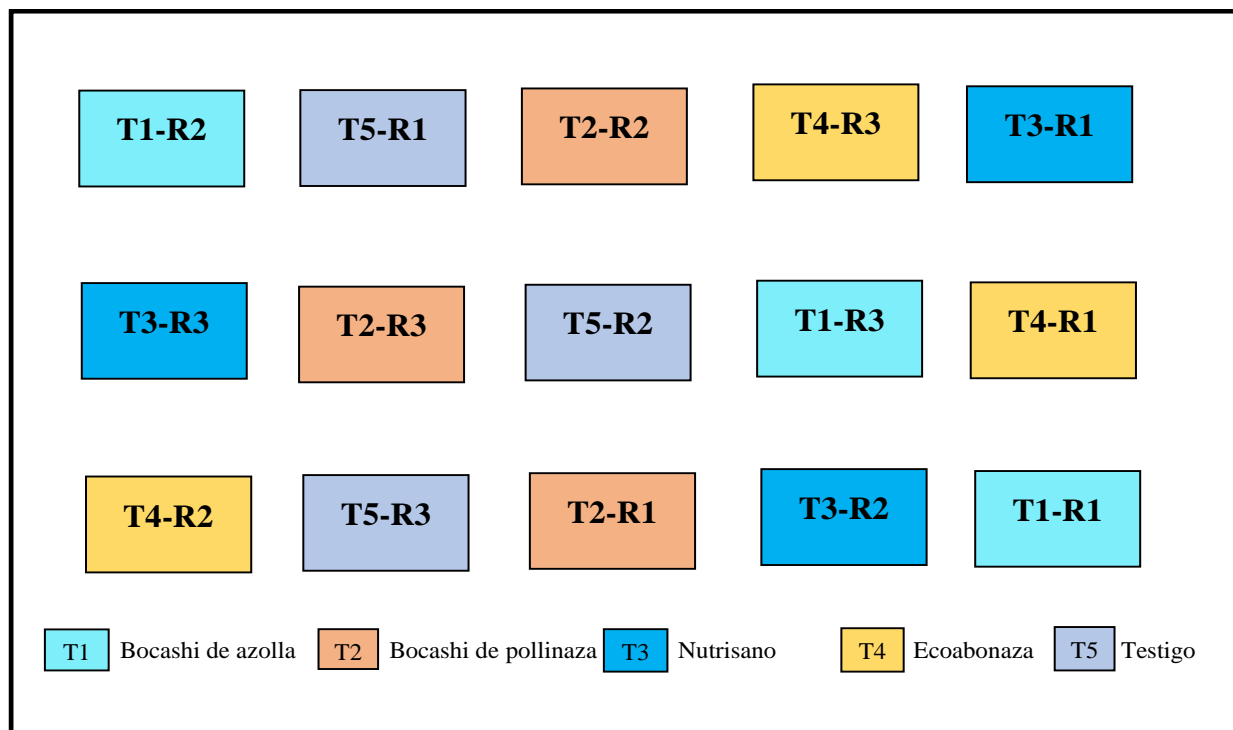 T1-R2 T5-R1 T2-R2 T4-R3 T3-R1
T3-R3 T2-R3 T5-R2 T1-R3 T4-R1
T4-R2 T5-R3 T2-R1 T3-R2 T1-R1
T1 Bocashi de azolla T2 Bocashi de pollinaza T3 Nutrisano T4 Ecoabonaza T5 Testigo